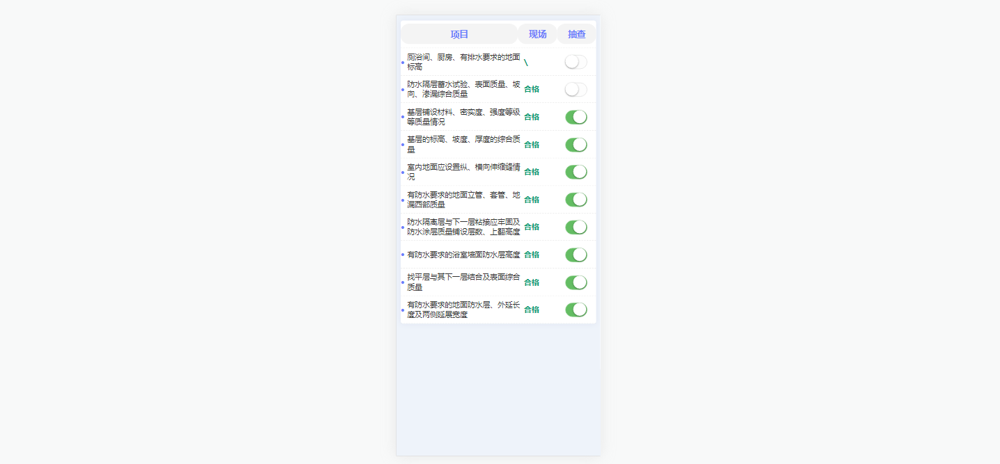 项目 现场 抽查
厕浴间、厨房、有排水要求的地面
标高
\
防水隔层蓄水试验、表面质量、坡
向、渗漏综合质量
合格
基层铺设材料、密实度、强度等级
等质量情况
合格
基层的标高、坡度、厚度的综合质
量
合格
室内地面应设置纵、横向伸缩缝情
况
合格
有防水要求的地面立管、套管、地
漏西部质量
合格
防水隔离层与下一层粘接应牢固及
防水涂层质量铺设层数、上翻高度
合格
有防水要求的浴室墙面防水层高度
合格
找平层与其下一层结合及表面综合
质量
合格
有防水要求的地面防水层、外延长
度及两侧延展宽度
合格